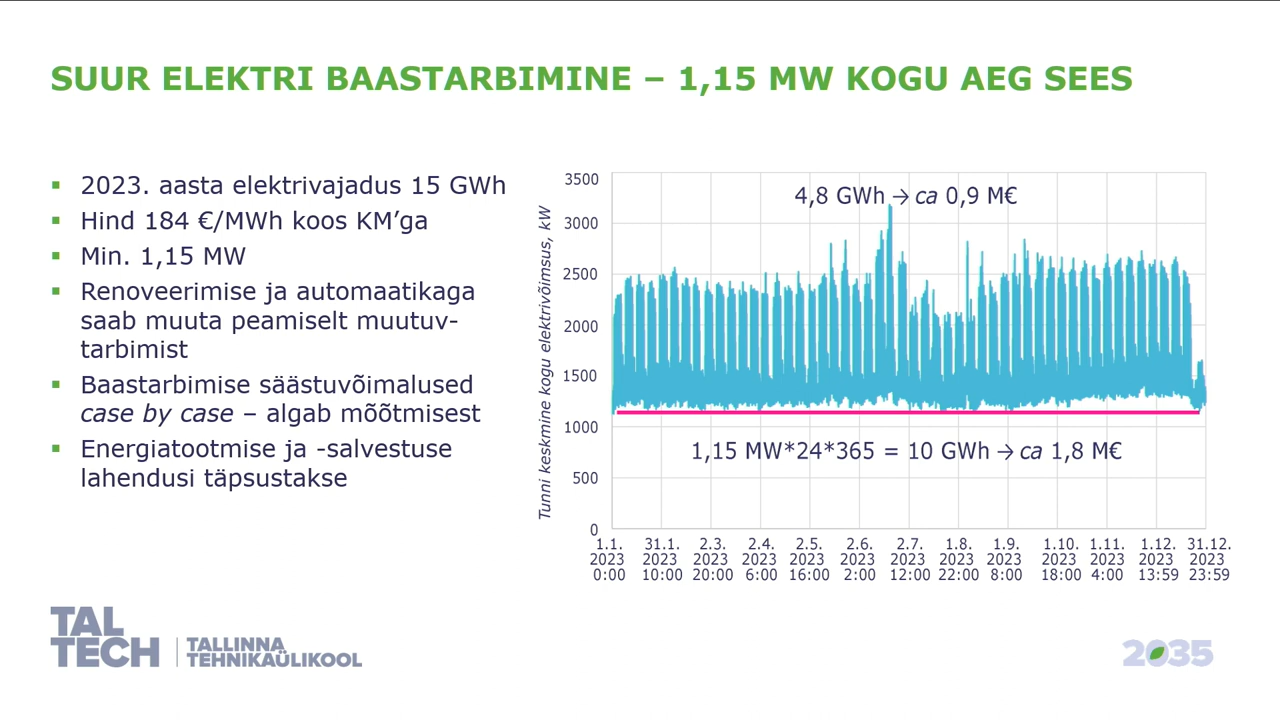 SUUR ELEKTRI BAASTARBIMINE – 1,15 MW KOGU AEG SEES
▪ 2023. aasta elektrivajadus 15 GWh
▪ Hind 184 €/MWh koos KM’ga
▪ Min. 1,15 MW
▪ Renoveerimise ja automaatikaga
saab muuta peamiselt muutuv-
tarbimist
▪ Baastarbimise säästuvõimalused
case by case – algab mõõtmisest
▪ Energiatootmise ja -salvestuse
lahendusi täpsustakse
Tunni keskmine kogu elektrivõimsus, kW
3500
3000
2500
2000
1500
1000
500
0
4,8 GWh → ca 0,9 M€
1,15 MW*24*365 = 10 GWh → ca 1,8 M€
1.1. 31.1. 2.3. 2.4. 2.5. 2.6. 2.7. 1.8. 1.9. 1.10. 1.11. 1.12. 31.12.
2023 2023 2023 2023 2023 2023 2023 2023 2023 2023 2023 2023 2023
0:00 10:00 20:00 6:00 16:00 2:00 12:00 22:00 8:00 18:00 4:00 13:59 23:59
TAL
TECH
TALLINNA
TEHNIKAÜLIKOOL
2035